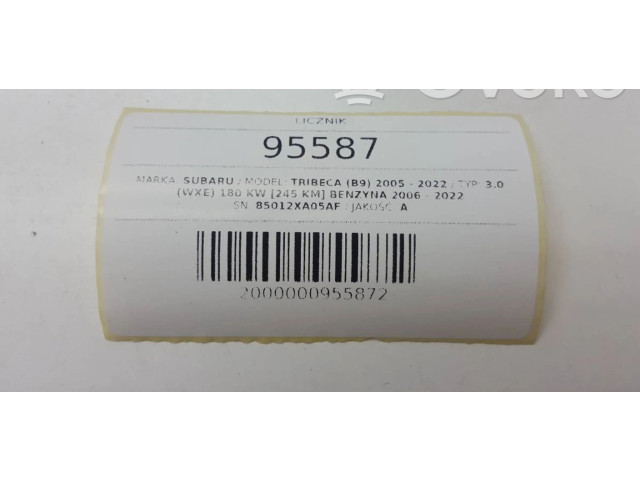 LICZNIK
95587
MARKA: SUBARU / MODEL: TRIBECA (B9) 2005 - 2022 / TYP: 3.0
(WXE) 180 KW [245 KM] BENZYNA 2006 - 2022
SN: 85012XA05AF / JAKOŚĆ: A
2000000955872